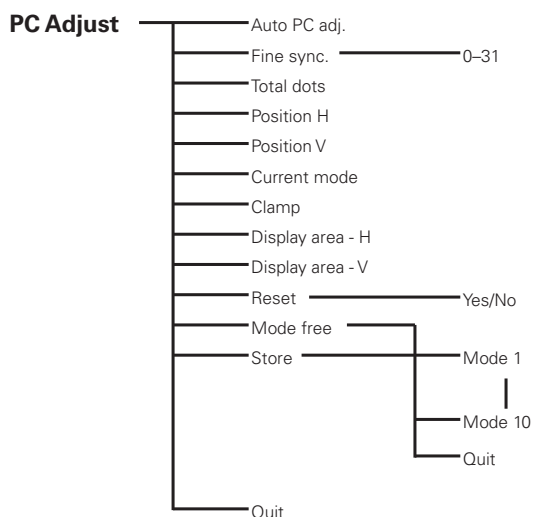 PC Adjust
Auto PC adj.
Fine sync.
0–31
Total dots
Position H
Position V
Current mode
Clamp
Display area - H
Display area - V
Reset
Yes/No
Mode free
Store
Mode 1
Mode 10
Quit
Quit